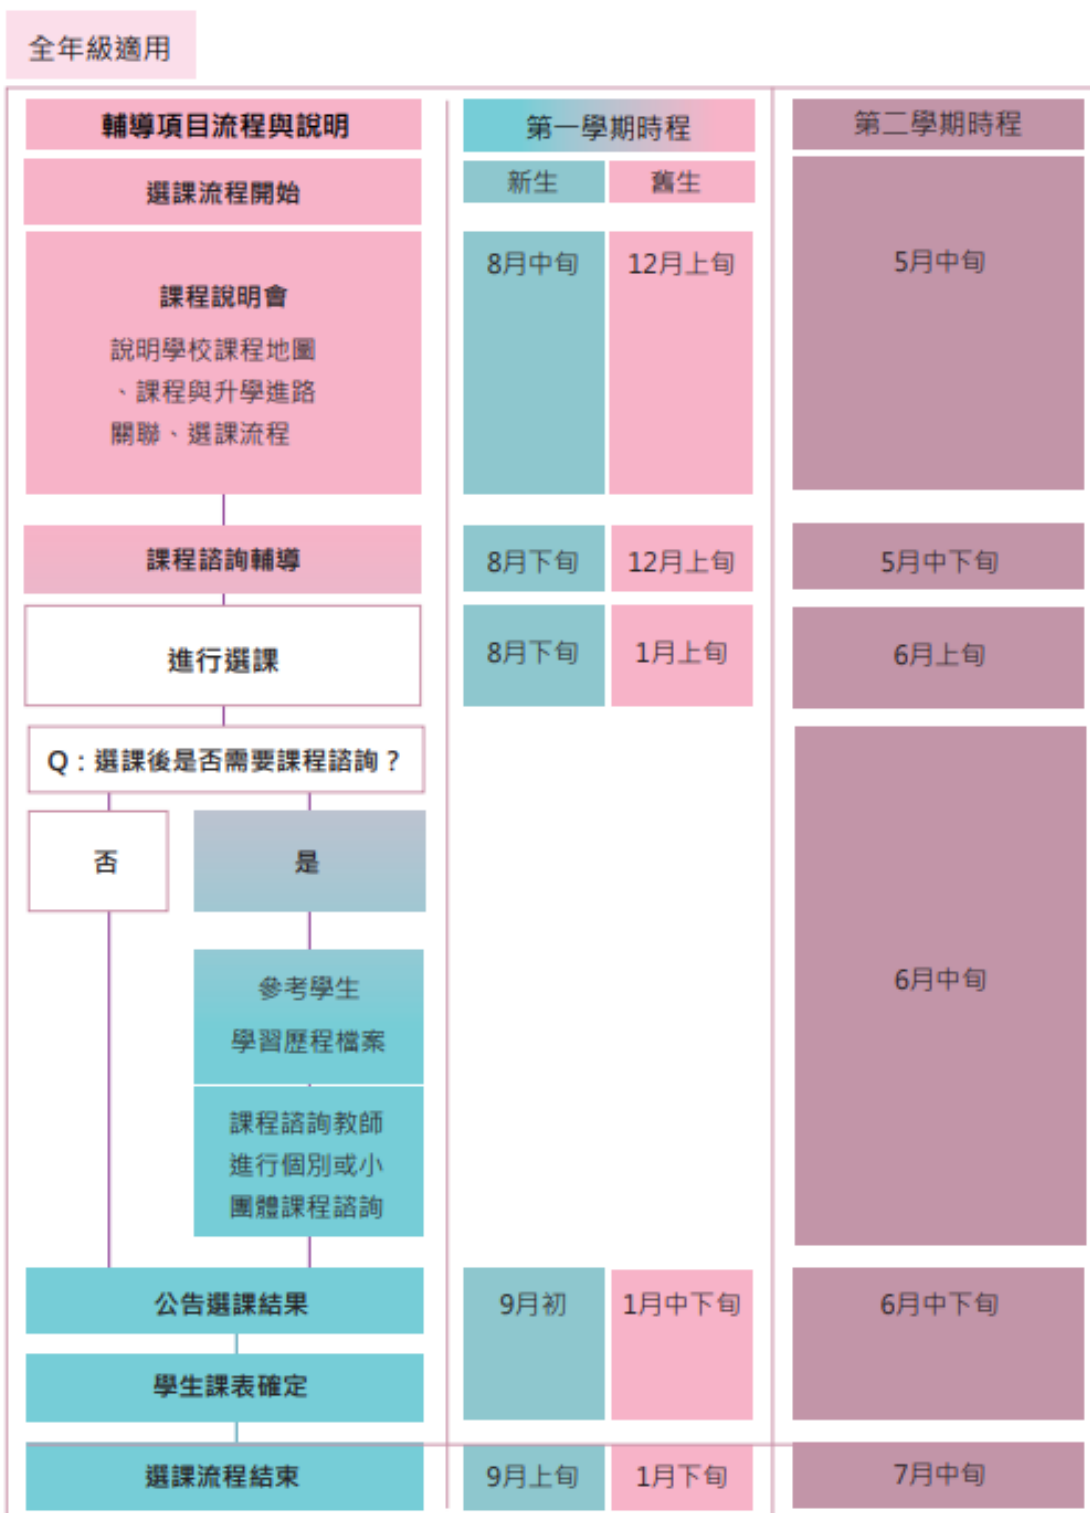 全年級適用
輔導項目流程與說明
第一學期時程
第二學期時程
選課流程開始
新生
舊生
課程說明會
說明學校課程地圖
、課程與升學進路
關聯、選課流程
8月中旬
12月上旬
5月中旬
課程諮詢輔導
8月下旬
12月上旬
5月中下旬
進行選課
8月下旬
1月上旬
6月上旬
Q：選課後是否需要課程諮詢？
否
是
參考學生
學習歷程檔案
課程諮詢教師
進行個別或小
團體課程諮詢
6月中旬
公告選課結果
9月初
1月中下旬
6月中下旬
學生課表確定
選課流程結束
9月上旬
1月下旬
7月中旬